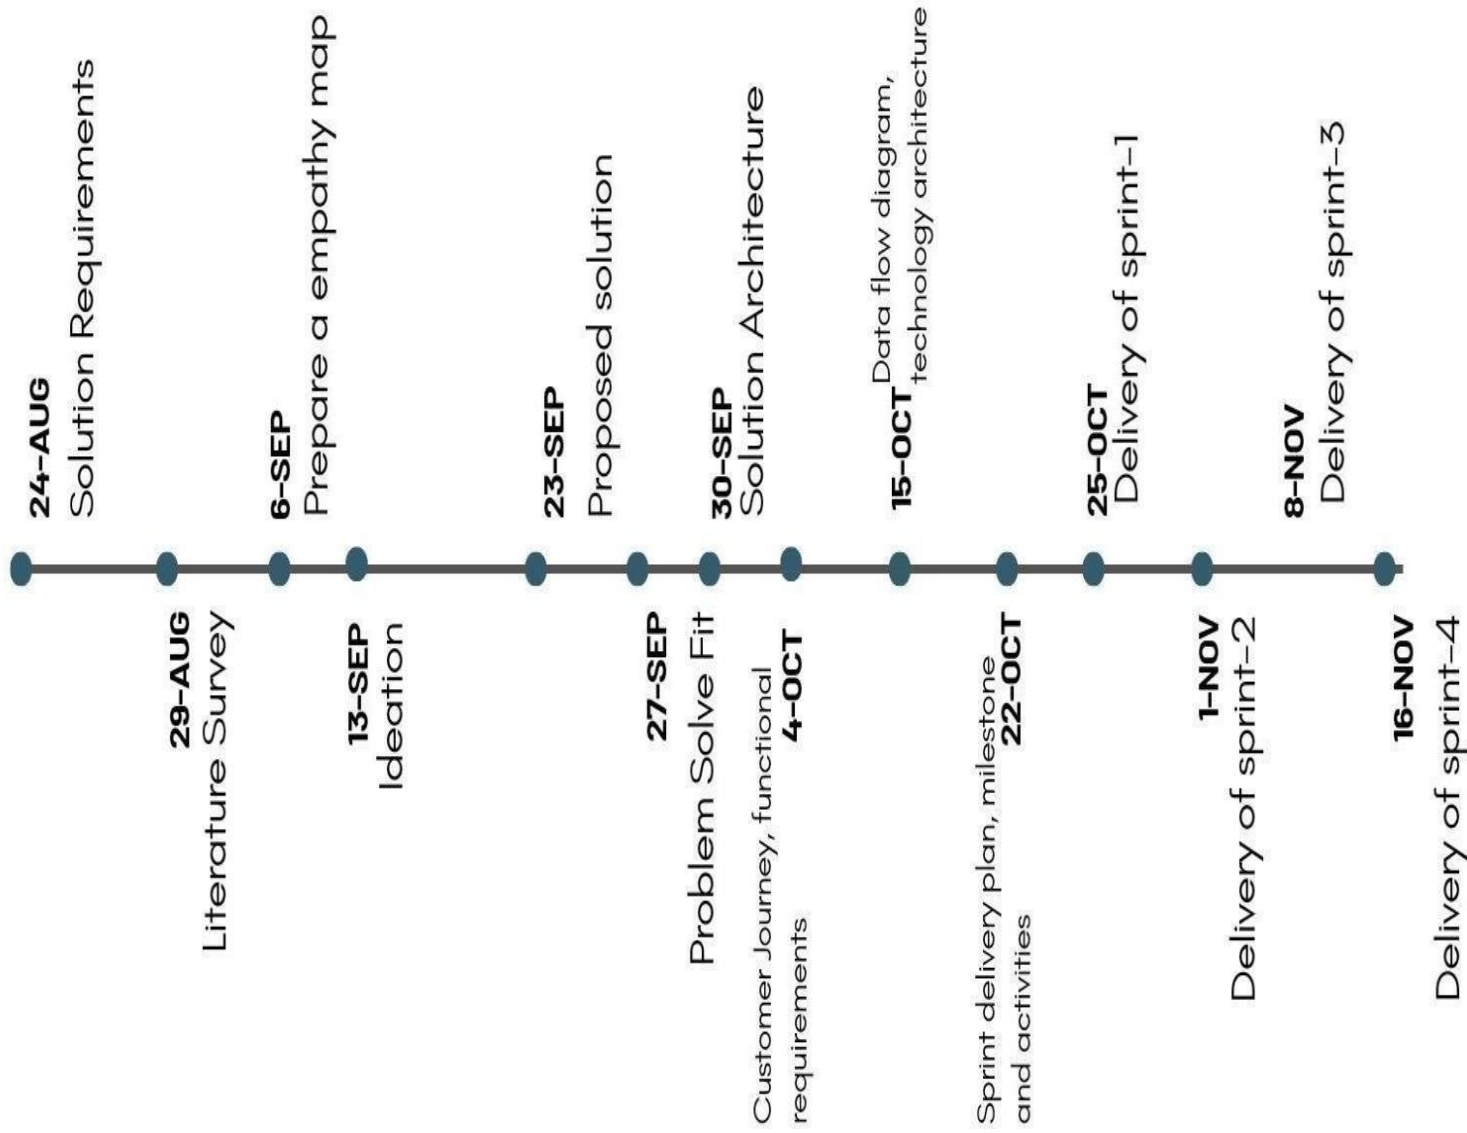 24-AUG
Solution Requirements
29-AUG
Literature Survey
6-SEP
Prepare a empathy map
13-SEP
Ideation
23-SEP
Proposed solution
27-SEP
Problem Solve Fit
30-SEP
Solution Architecture
4-OCT
Customer Journey, functional
requirements
15-OCT
Data flow diagram,
technology architecture
22-OCT
Sprint delivery plan, milestone
and activities
25-OCT
Delivery of sprint-1
1-NOV
Delivery of sprint-2
8-NOV
Delivery of sprint-3
16-NOV
Delivery of sprint-4